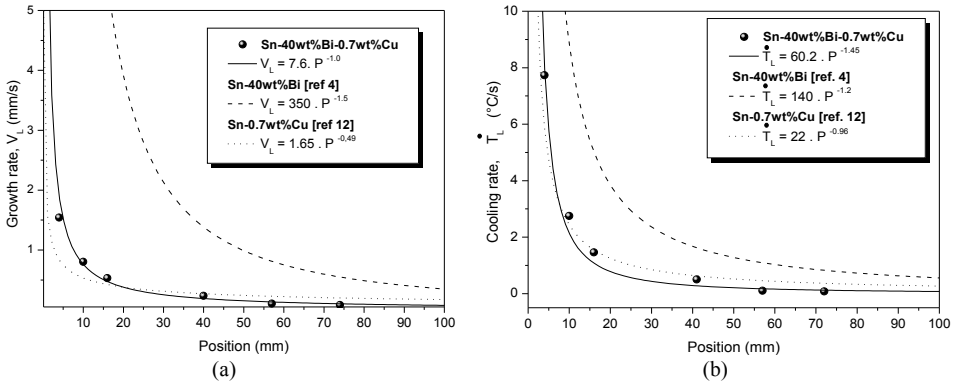 5
4
3
2
1
10 20 30 40 50 60 70 80 90 100
Growth rate, V_L (mm/s)
Position (mm)
Sn-40wt%Bi-0.7wt%Cu
V_L = 7.6. P^-1.0
Sn-40wt%Bi [ref 4]
V_L = 350 . P^-1.5
Sn-0.7wt%Cu [ref 12]
V_L = 1.65 . P^-0.49
(a)
10
8
6
4
2
0
0 10 20 30 40 50 60 70 80 90 100
Cooling rate, Ṫ_L (°C/s)
Position (mm)
Sn-40wt%Bi-0.7wt%Cu
Ṫ_L = 60.2 . P^-1.45
Sn-40wt%Bi [ref. 4]
Ṫ_L = 140 . P^-1.2
Sn-0.7wt%Cu [ref. 12]
Ṫ_L = 22 . P^-0.96
(b)